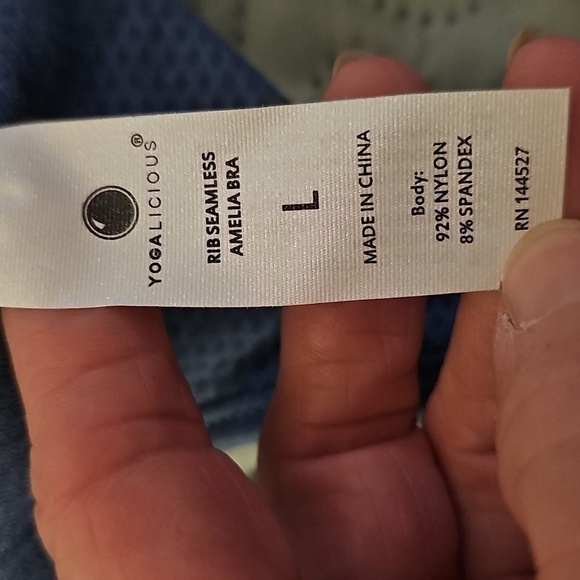 YOGALICIOUS®
RIB SEAMLESS
AMELIA BRA
L
MADE IN CHINA
Body:
92% NYLON
8% SPANDEX
RN 144527